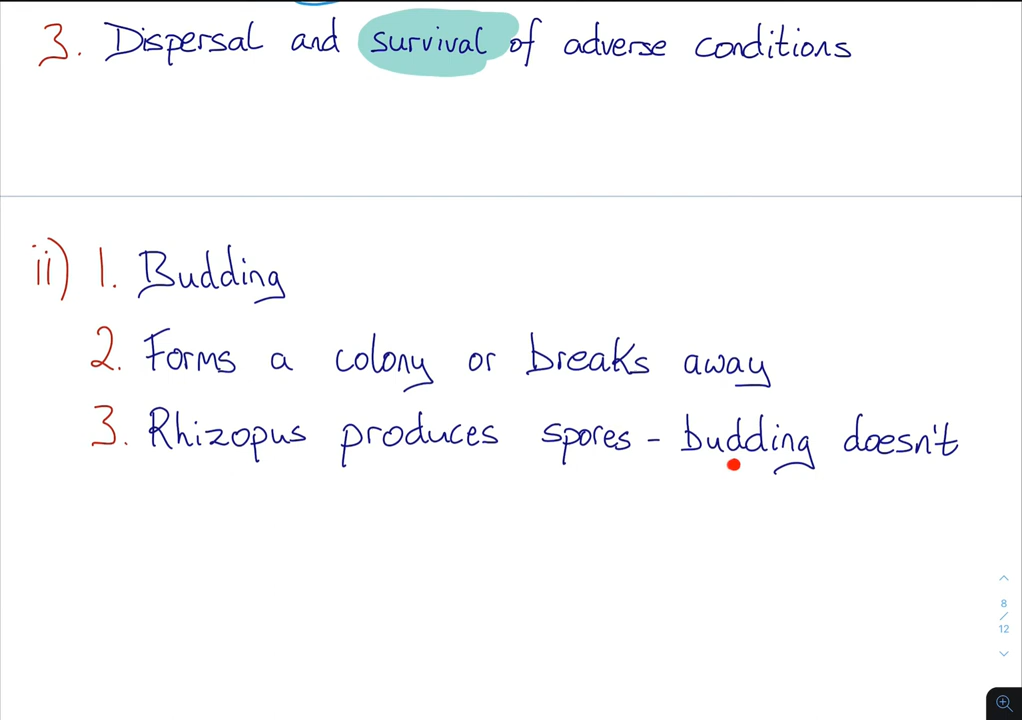 3. Dispersal and survival of adverse conditions
ii) 1. Budding
2. Forms a colony or breaks away
3. Rhizopus produces spores - budding doesn't
8
/
12